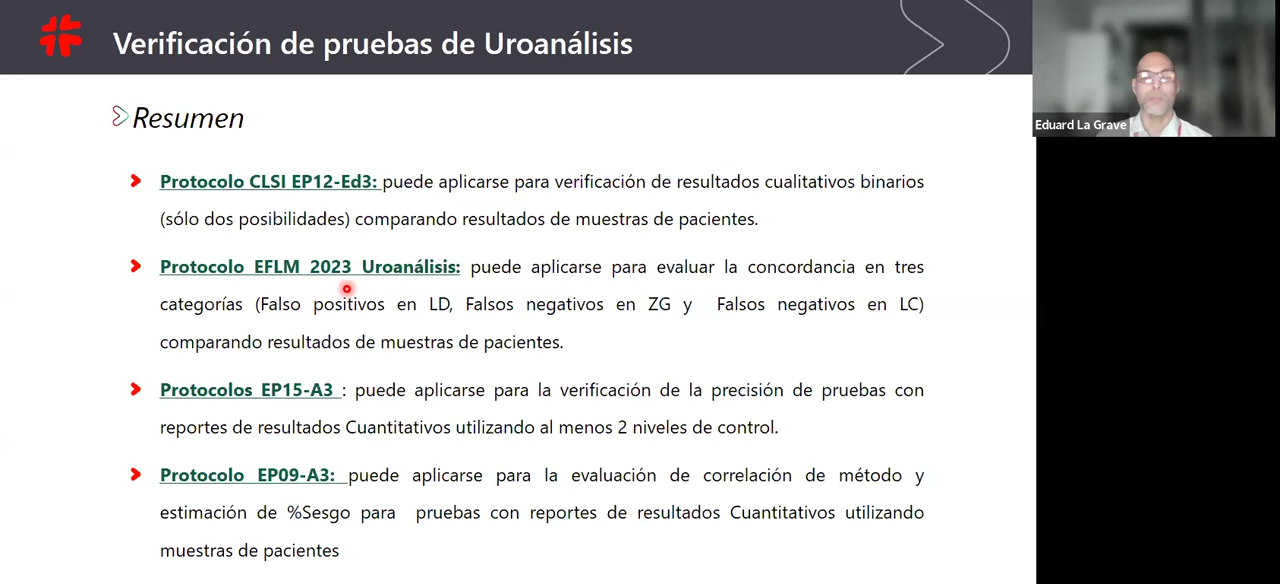 Verificación de pruebas de Uroanálisis
Eduard La Grave
Resumen
Protocolo CLSI EP12-Ed3: puede aplicarse para verificación de resultados cualitativos binarios
(sólo dos posibilidades) comparando resultados de muestras de pacientes.
Protocolo EFLM 2023 Uroanálisis: puede aplicarse para evaluar la concordancia en tres
categorías (Falso positivos en LD, Falsos negativos en ZG y Falsos negativos en LC)
comparando resultados de muestras de pacientes.
Protocolos EP15-A3 : puede aplicarse para la verificación de la precisión de pruebas con
reportes de resultados Cuantitativos utilizando al menos 2 niveles de control.
Protocolo EP09-A3: puede aplicarse para la evaluación de correlación de método y
estimación de %Sesgo para pruebas con reportes de resultados Cuantitativos utilizando
muestras de pacientes